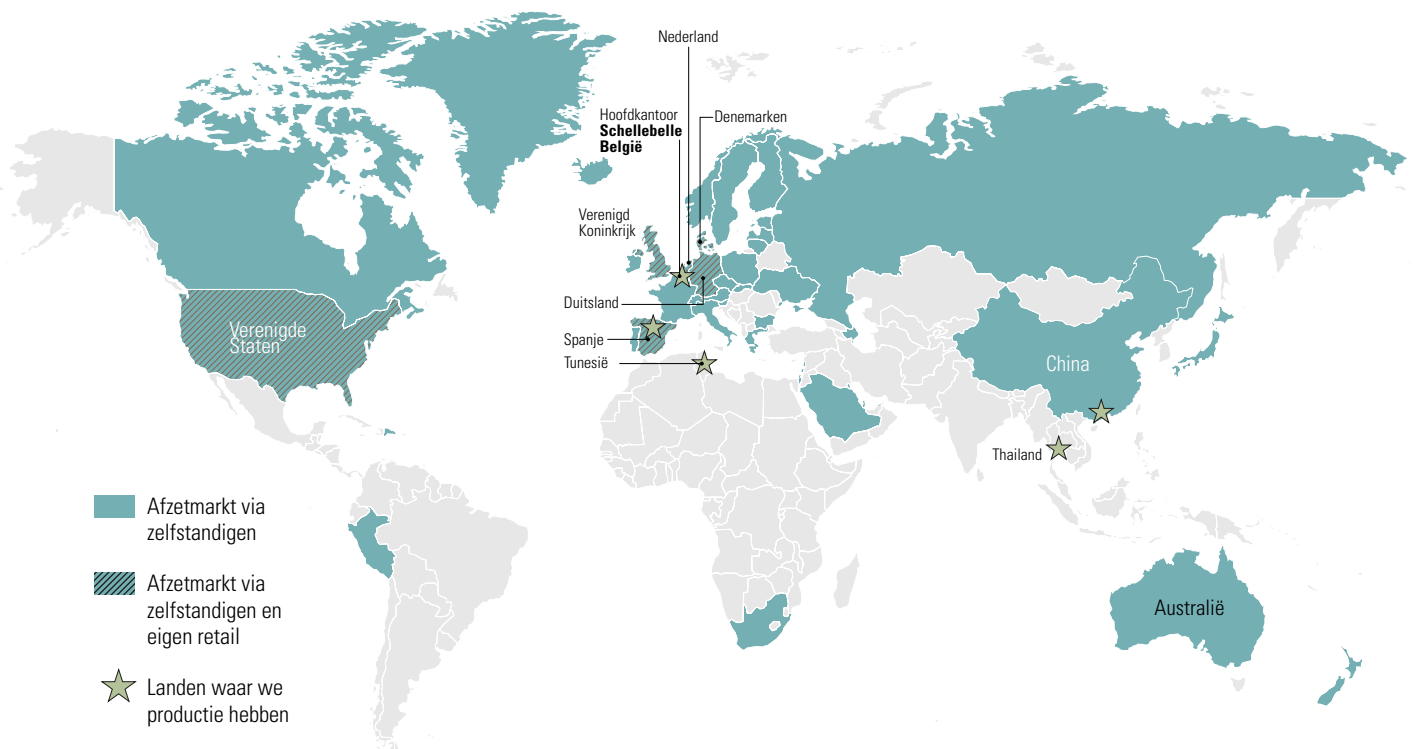 Nederland
Hoofdkantoor
Schellebelle
België
Denemarken
Verenigd
Koninkrijk
Duitsland
Spanje
Tunesië
Verenigde
Staten
China
Thailand
Australië
Afzetmarkt via
zelfstandigen
Afzetmarkt via
zelfstandigen en
eigen retail
Landen waar we
productie hebben